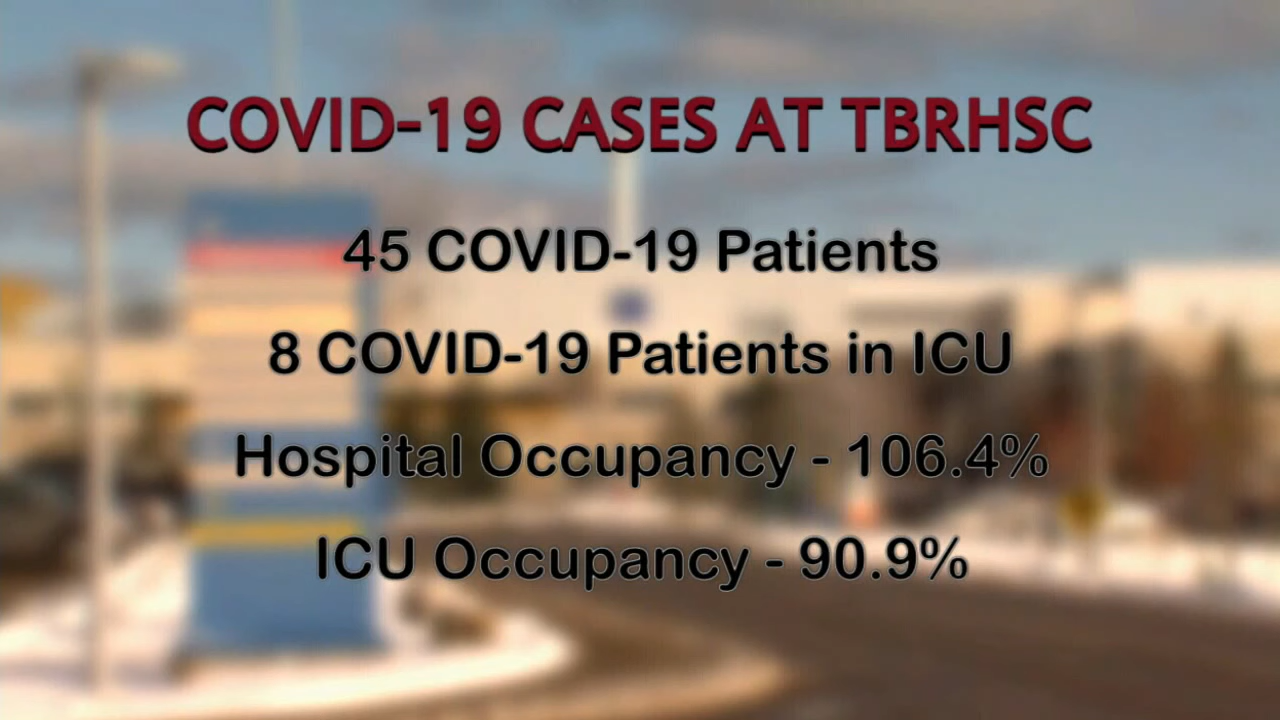 COVID-19 CASES AT TBRHSC
45 COVID-19 Patients
8 COVID-19 Patients in ICU
Hospital Occupancy - 106.4%
ICU Occupancy - 90.9%